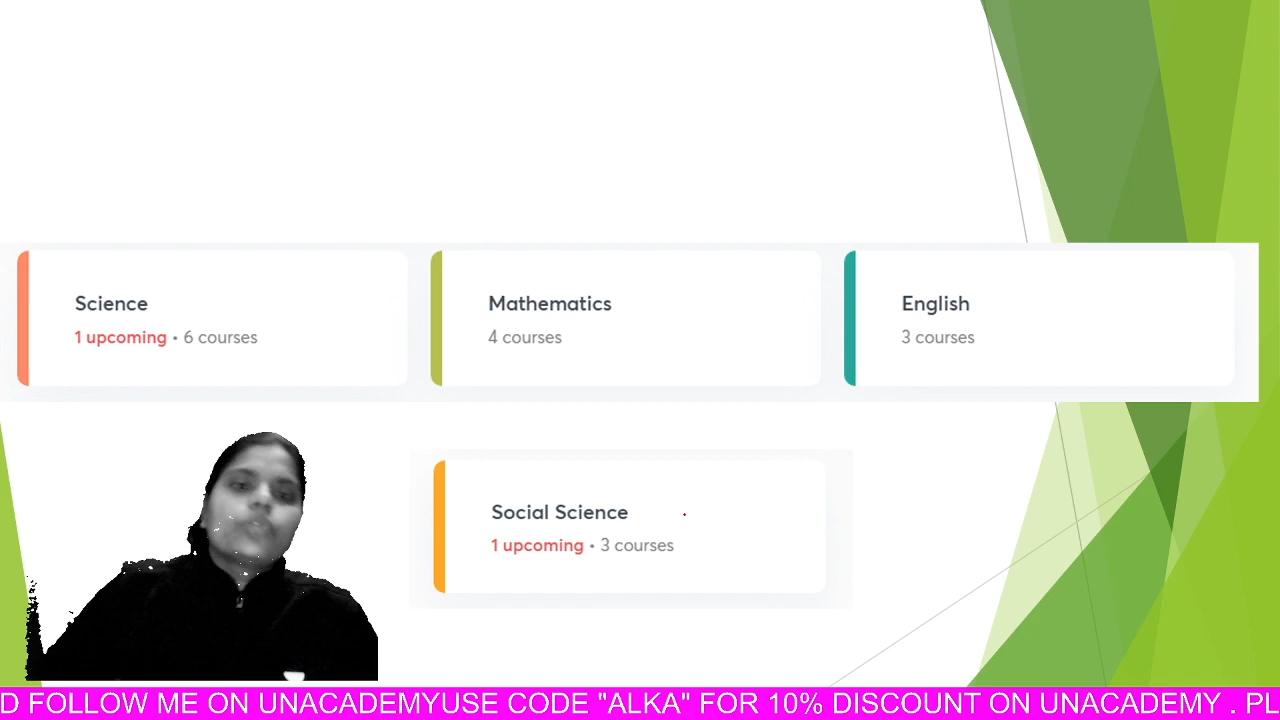 Science
1 upcoming • 6 courses
Mathematics
4 courses
English
3 courses
Social Science
1 upcoming • 3 courses
D FOLLOW ME ON UNACADEMYUSE CODE "ALKA" FOR 10% DISCOUNT ON UNACADEMY . PL